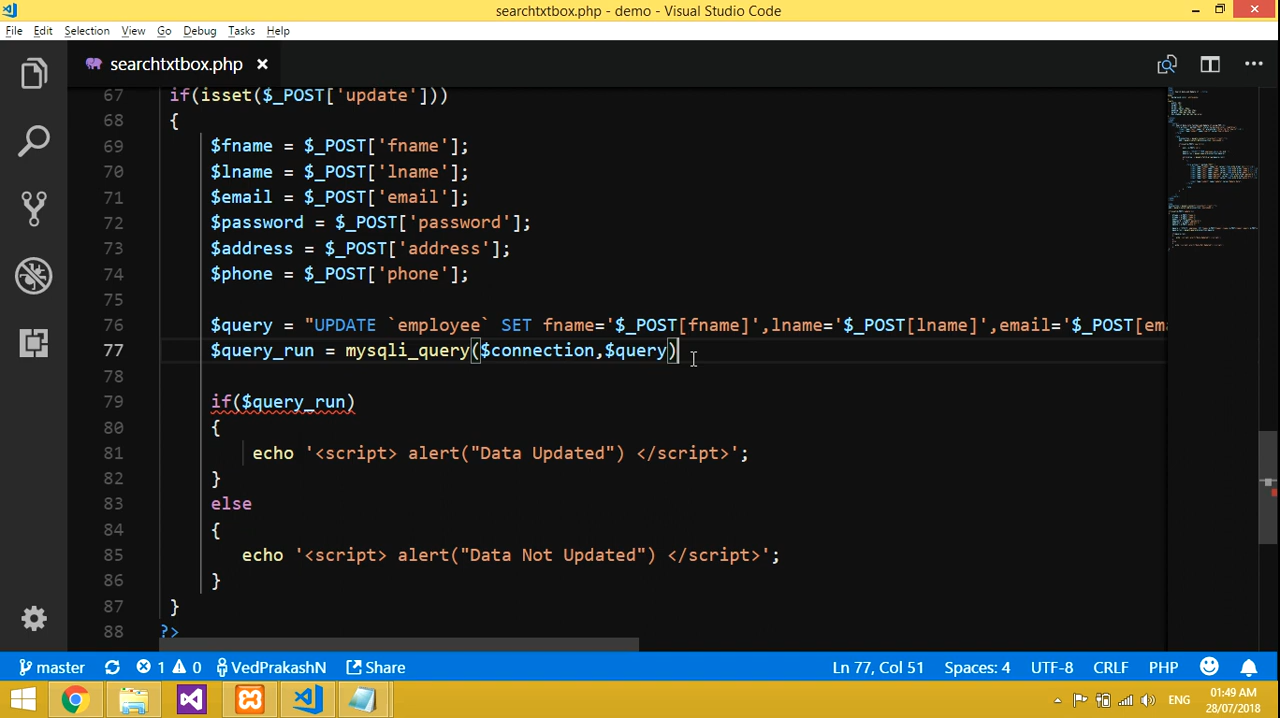 searchtxtbox.php - demo - Visual Studio Code
File Edit Selection View Go Debug Tasks Help
searchtxtbox.php
67 if(isset($_POST['update']))
68 {
69 $fname = $_POST['fname'];
70 $lname = $_POST['lname'];
71 $email = $_POST['email'];
72 $password = $_POST['password'];
73 $address = $_POST['address'];
74 $phone = $_POST['phone'];
75
76 $query = "UPDATE `employee` SET fname='$_POST[fname]',lname='$_POST[lname]',email='$_POST[ema
77 $query_run = mysqli_query($connection,$query)
78
79 if($query_run)
80 {
81 echo '<script> alert("Data Updated") </script>';
82 }
83 else
84 {
85 echo '<script> alert("Data Not Updated") </script>';
86 }
87 }
88 ?>
master 1 0 VedPrakashN Share Ln 77, Col 51 Spaces: 4 UTF-8 CRLF PHP
ENG 01:49 AM
28/07/2018